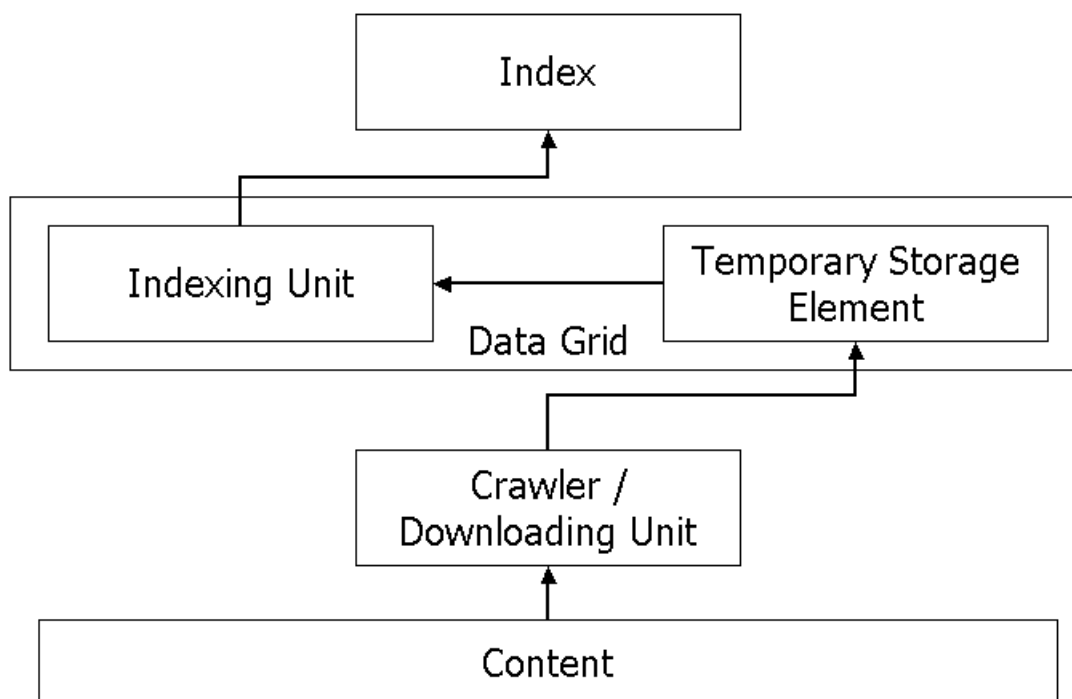 Index
Indexing Unit
Temporary Storage
Element
Data Grid
Crawler /
Downloading Unit
Content